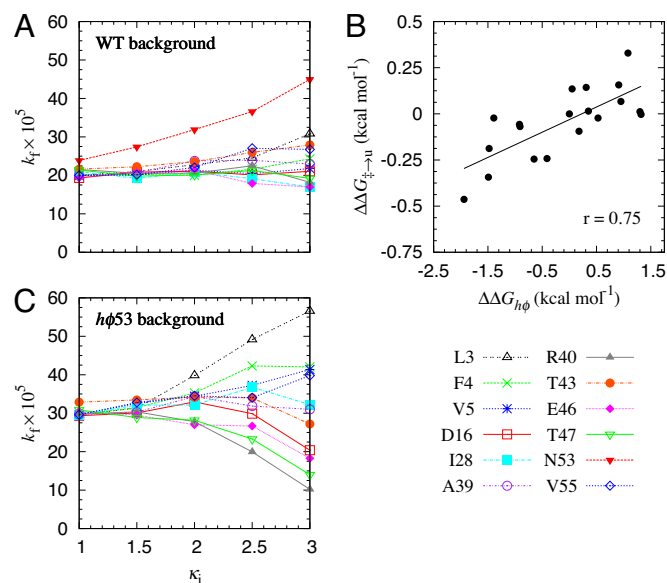 A
WT background
k_f × 10^5
60
50
40
30
20
10
0
B
ΔΔG_‡→u (kcal mol^−1)
0.5
0.25
0
-0.25
-0.5
-0.75
r = 0.75
-2.5 -1.5 -0.5 0.5 1.5
ΔΔG_hϕ (kcal mol^−1)
C
hϕ53 background
k_f × 10^5
60
50
40
30
20
10
0
1 1.5 2 2.5 3
κ_i
L3 R40
F4 T43
V5 E46
D16 T47
I28 N53
A39 V55